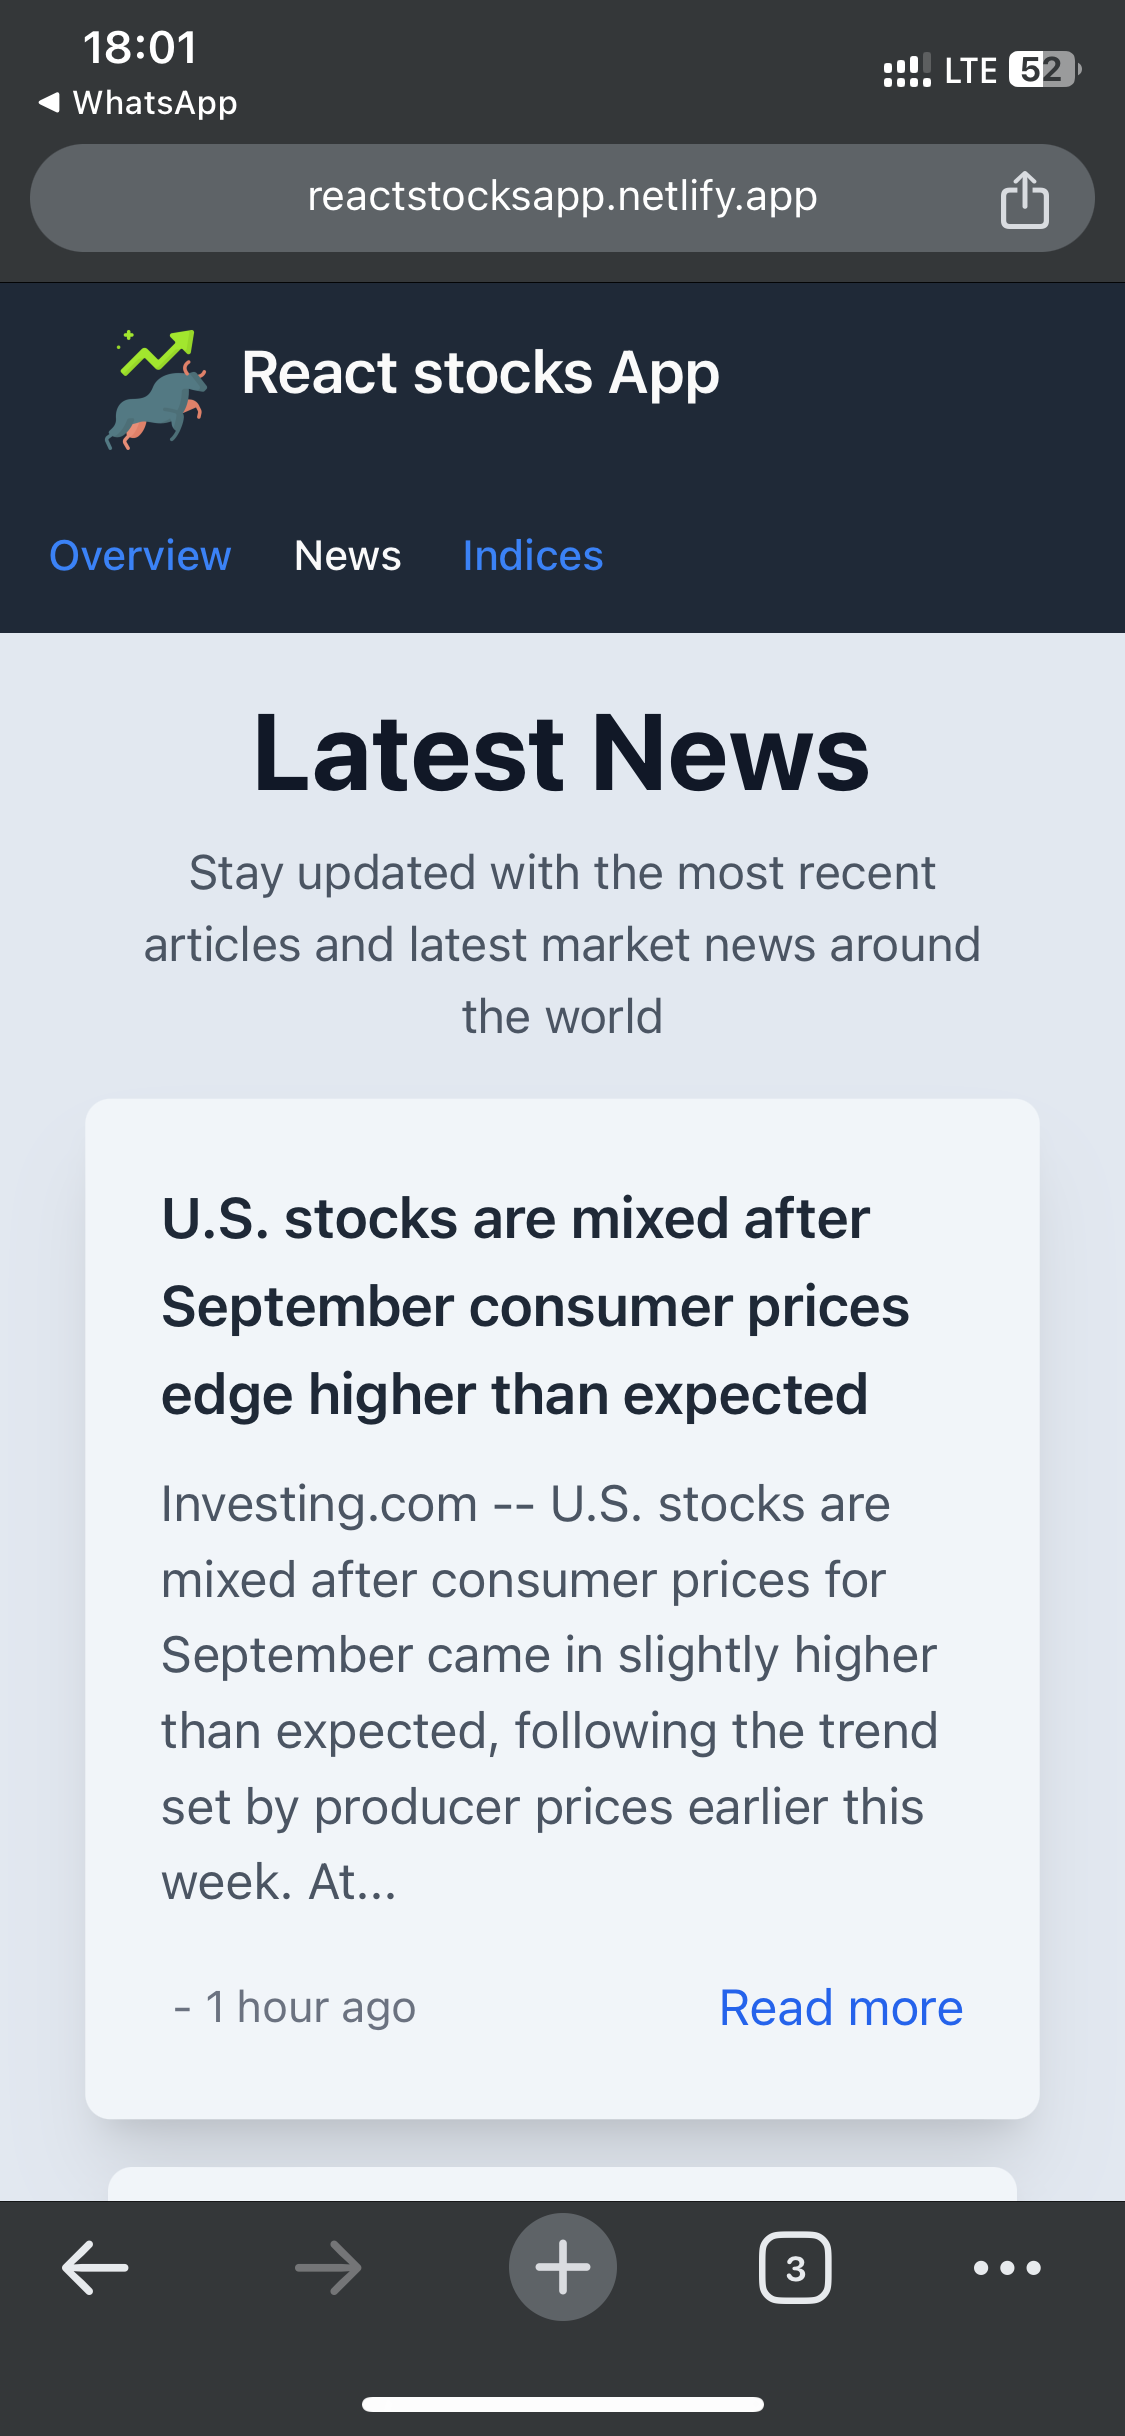 18:01
WhatsApp
LTE 52
reactstocksapp.netlify.app
React stocks App
Overview News Indices
Latest News
Stay updated with the most recent
articles and latest market news around
the world
U.S. stocks are mixed after
September consumer prices
edge higher than expected
Investing.com -- U.S. stocks are
mixed after consumer prices for
September came in slightly higher
than expected, following the trend
set by producer prices earlier this
week. At...
- 1 hour ago Read more
3